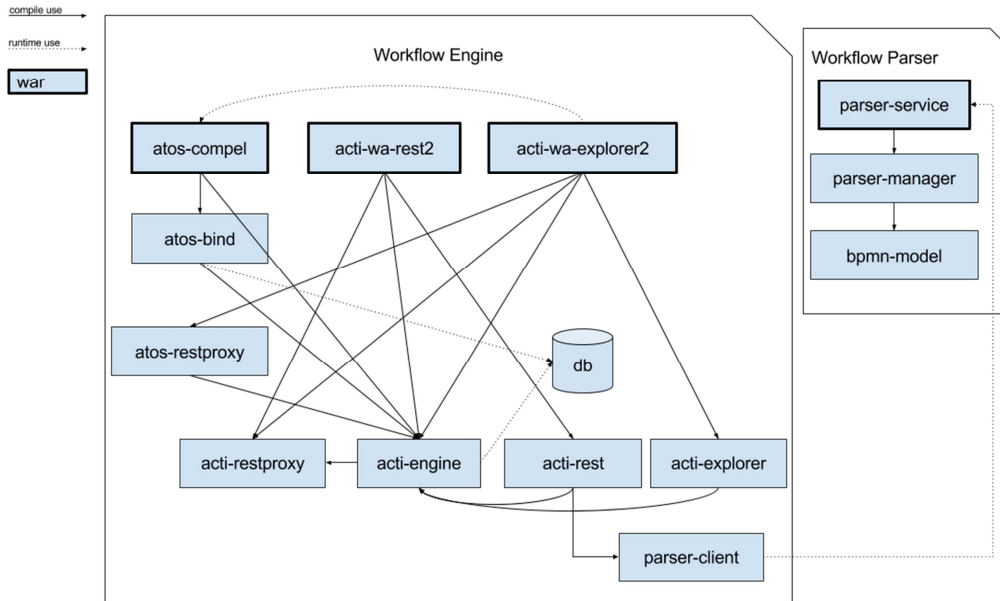 compile use
runtime use
war
Workflow Engine
Workflow Parser
parser-service
atos-compel
acti-wa-rest2
acti-wa-explorer2
parser-manager
atos-bind
bpmn-model
atos-restproxy
db
acti-restproxy
acti-engine
acti-rest
acti-explorer
parser-client